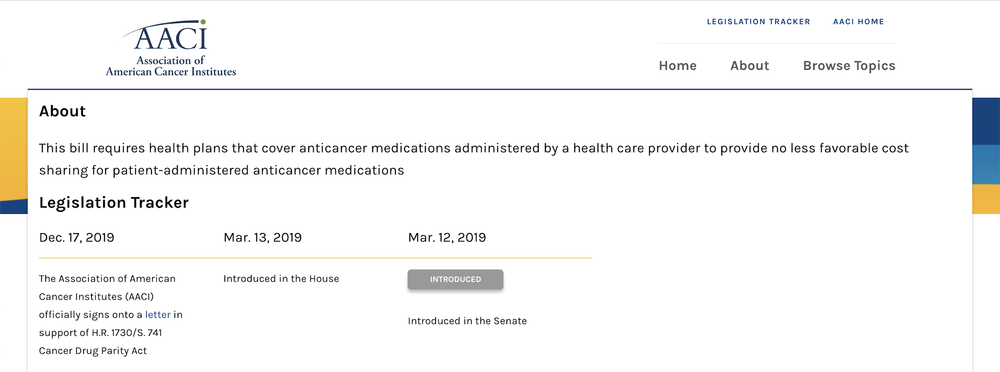 AACI
Association of
American Cancer Institutes
LEGISLATION TRACKER
AACI HOME
Home
About
Browse Topics
About
This bill requires health plans that cover anticancer medications administered by a health care provider to provide no less favorable cost
sharing for patient-administered anticancer medications
Legislation Tracker
Dec. 17, 2019
The Association of American
Cancer Institutes (AACI)
officially signs onto a letter in
support of H.R. 1730/S. 741
Cancer Drug Parity Act
Mar. 13, 2019
Introduced in the House
Mar. 12, 2019
INTRODUCED
Introduced in the Senate